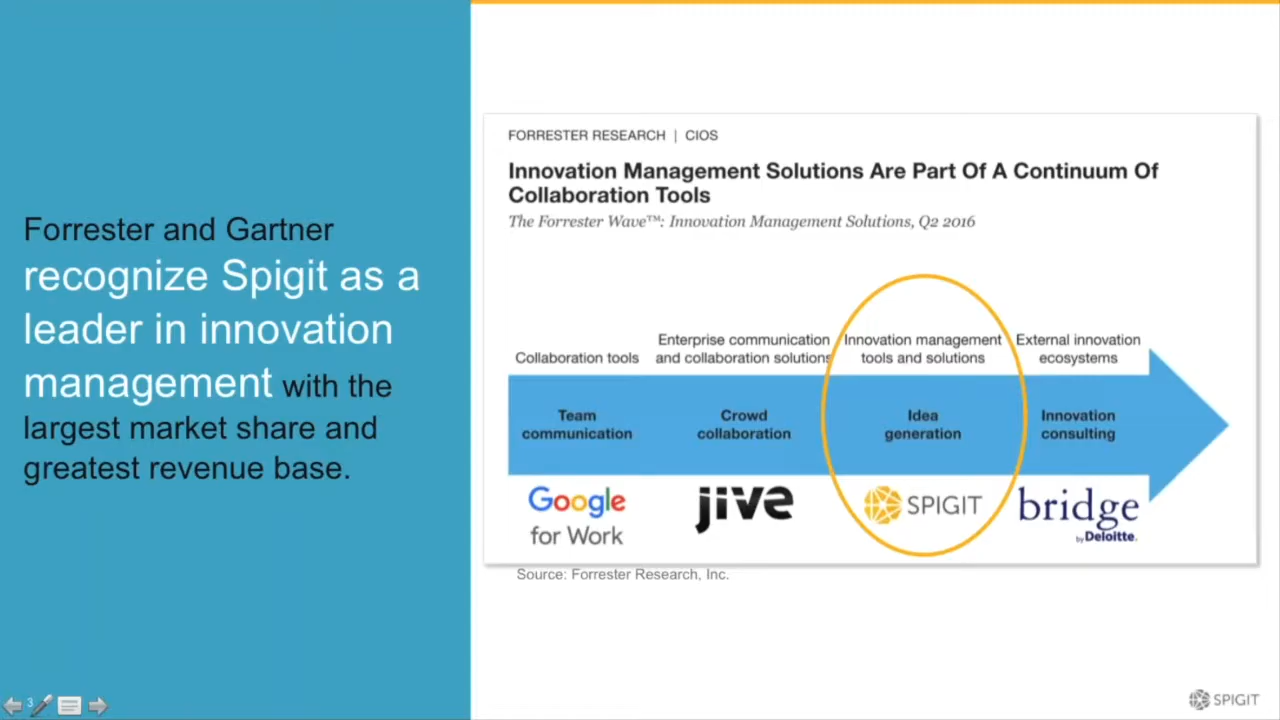 Forrester and Gartner
recognize Spigit as a
leader in innovation
management with the
largest market share and
greatest revenue base.
FORRESTER RESEARCH | CIOS
Innovation Management Solutions Are Part Of A Continuum Of
Collaboration Tools
The Forrester Wave™: Innovation Management Solutions, Q2 2016
Collaboration tools
Enterprise communication
and collaboration solutions
Innovation management
tools and solutions
External innovation
ecosystems
Team
communication
Crowd
collaboration
Idea
generation
Innovation
consulting
Google
for Work
jive
SPIGIT
bridge
by Deloitte.
Source: Forrester Research, Inc.
3
SPIGIT